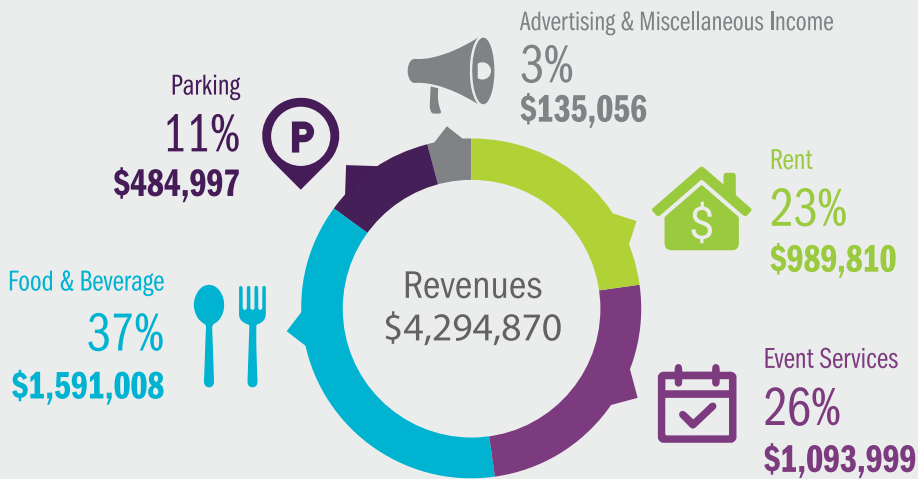 Advertising & Miscellaneous Income
3%
$135,056
Parking
11%
$484,997
P
Rent
23%
$989,810
$
Food & Beverage
37%
$1,591,008
Revenues
$4,294,870
Event Services
26%
$1,093,999